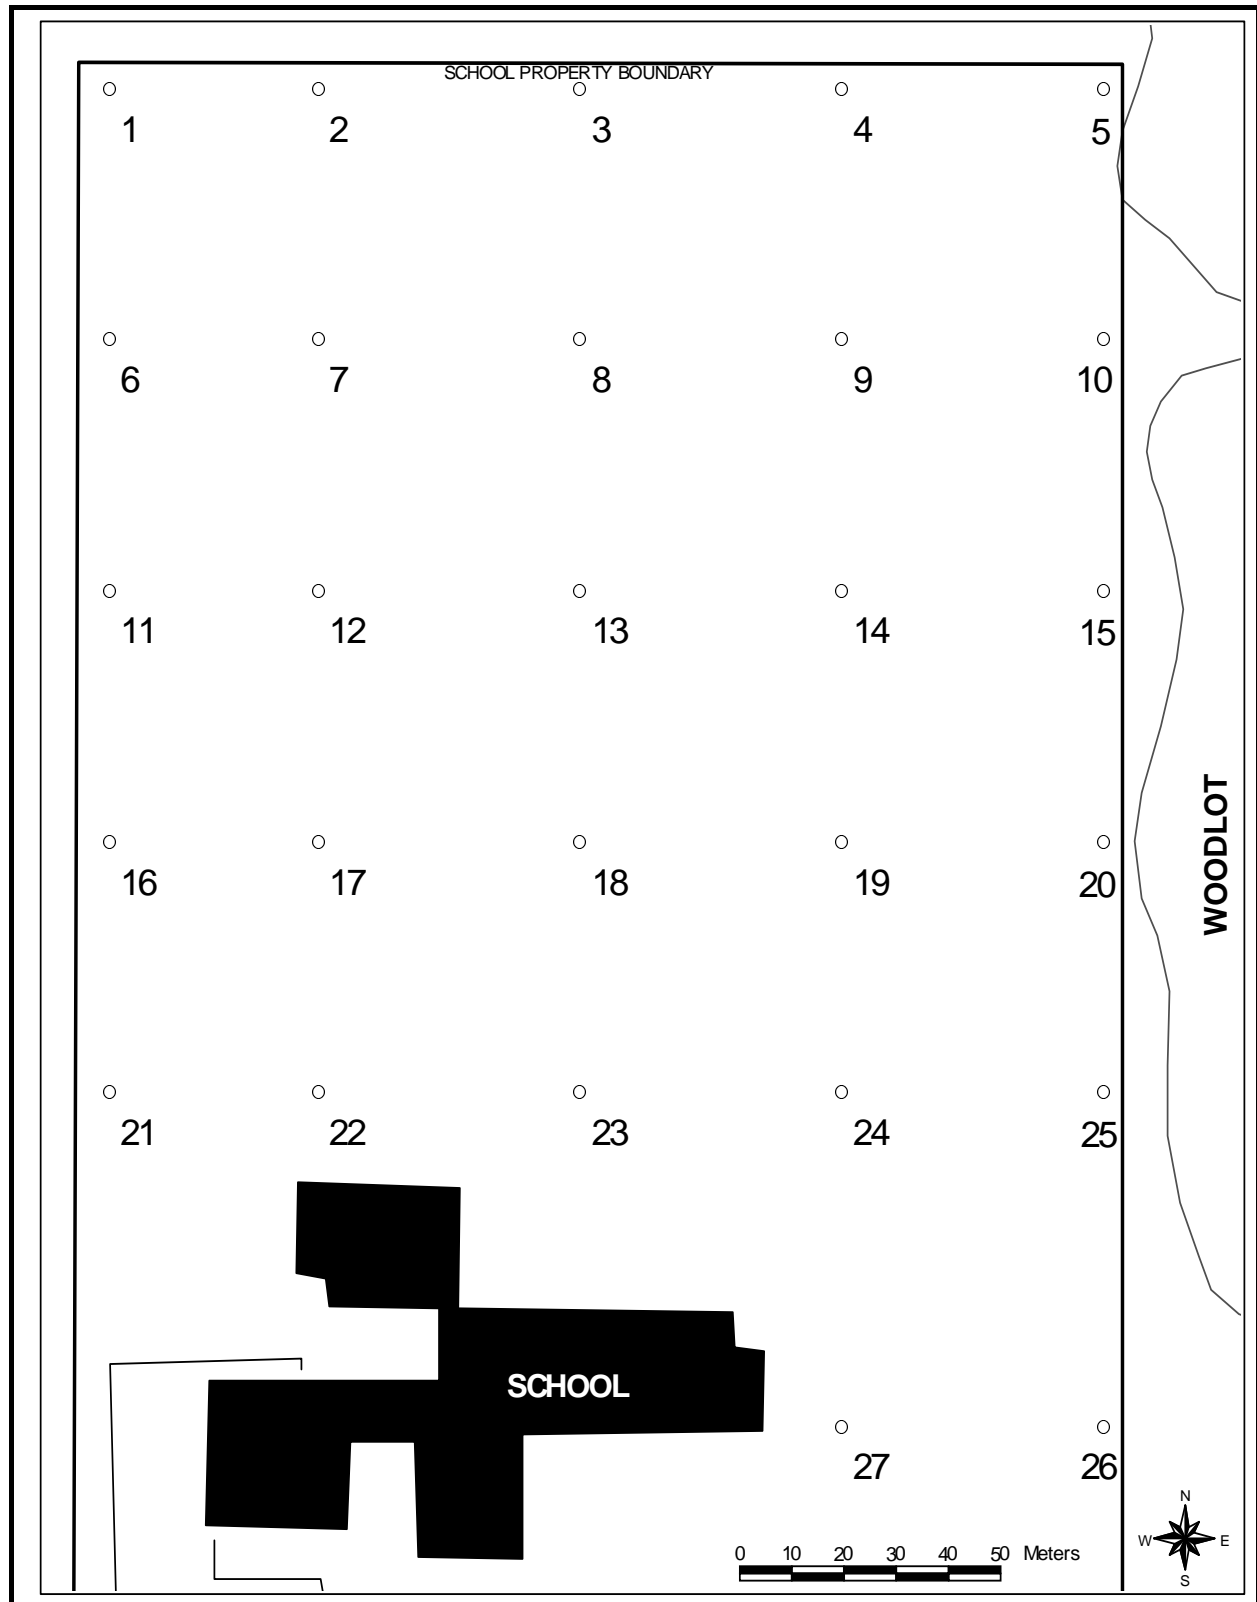 SCHOOL PROPERTY BOUNDARY
1 2 3 4 5
6 7 8 9 10
11 12 13 14 15
16 17 18 19 20
WOODLOT
21 22 23 24 25
SCHOOL
27 26
N
W E
S
0 10 20 30 40 50 Meters